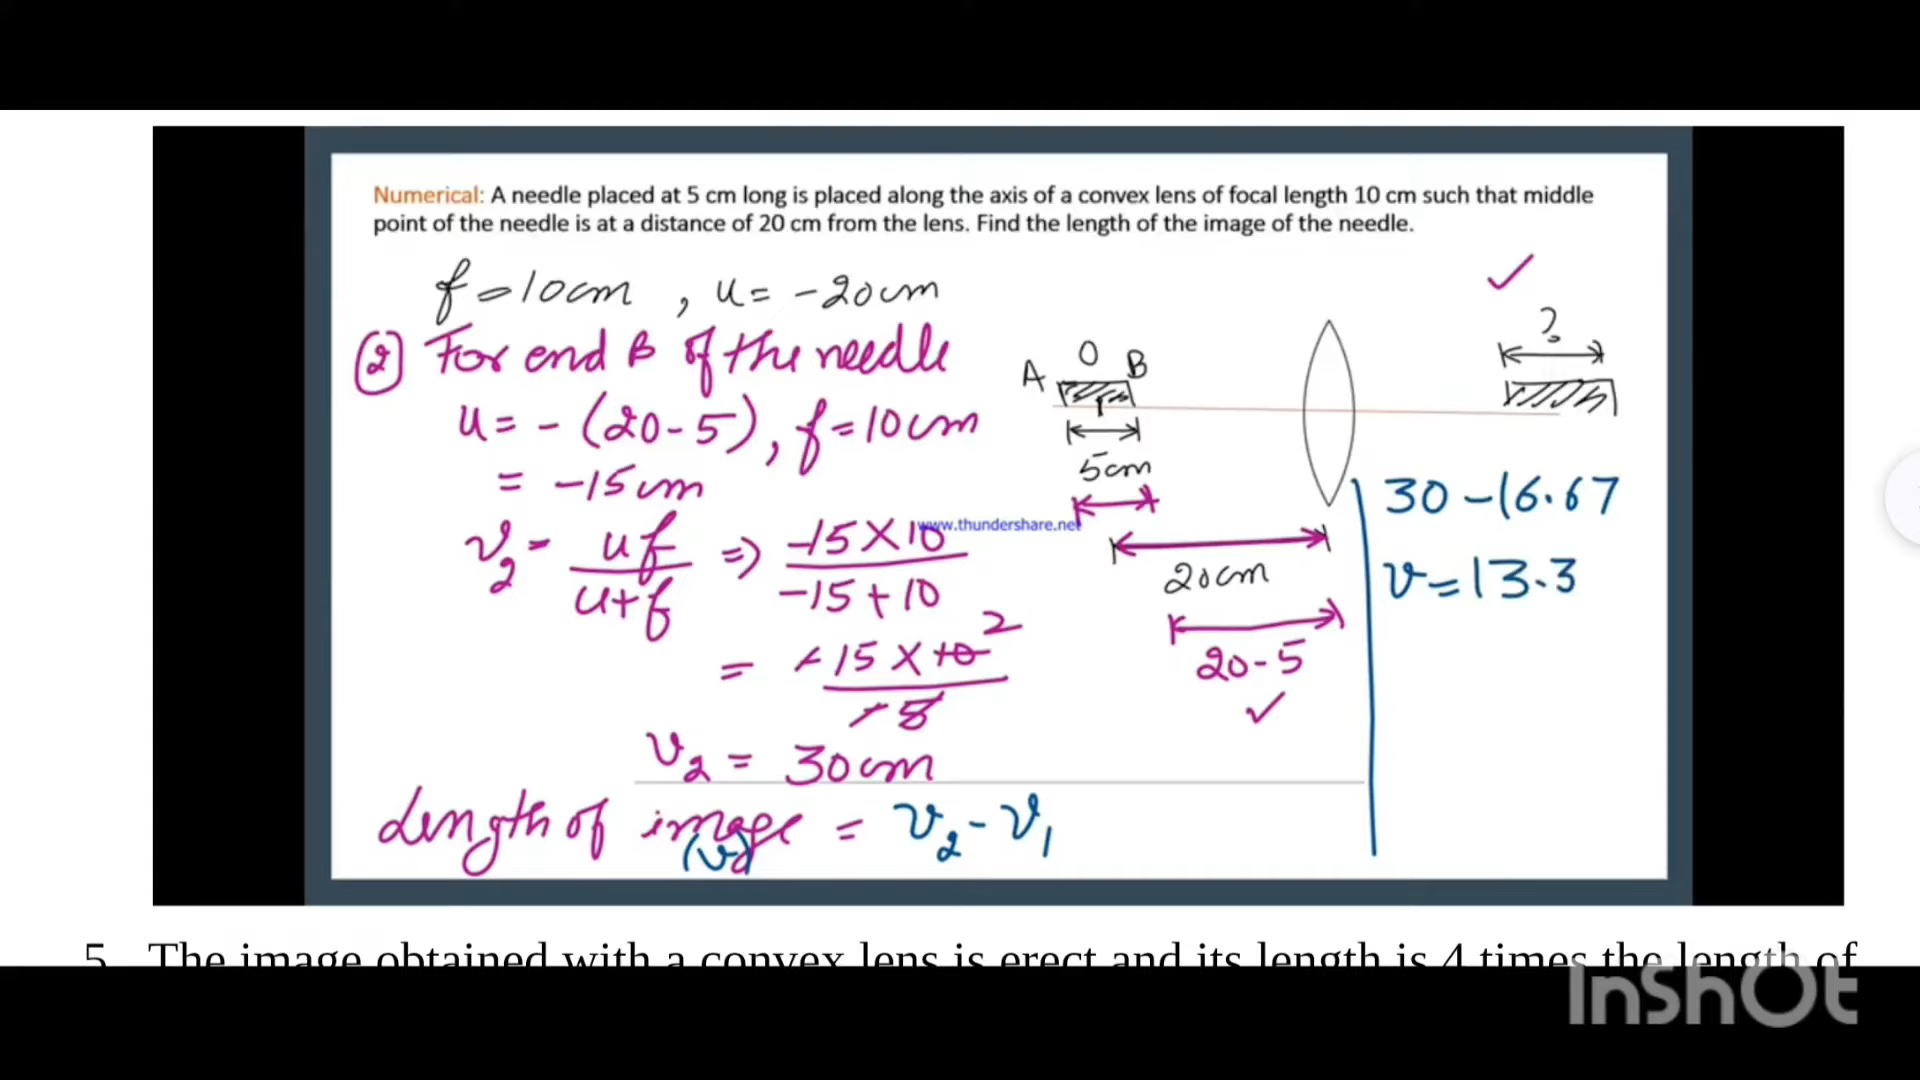 Numerical: A needle placed at 5 cm long is placed along the axis of a convex lens of focal length 10 cm such that middle
point of the needle is at a distance of 20 cm from the lens. Find the length of the image of the needle.
f = 10cm , u = -20cm
(2) For end B of the needle
u = - (20-5), f = 10cm
= -15cm
v₂ = uf/u+f => -15×10/-15+10
= -15×10/-5 2
v₂ = 30cm
Length of image = v₂ - v₁
(v)
A O B
5cm
20cm
20-5
?
30-16.67
v = 13.3
www.thundershare.net
5. The image obtained with a convex lens is erect and its length is 4 times the length of
InShOt